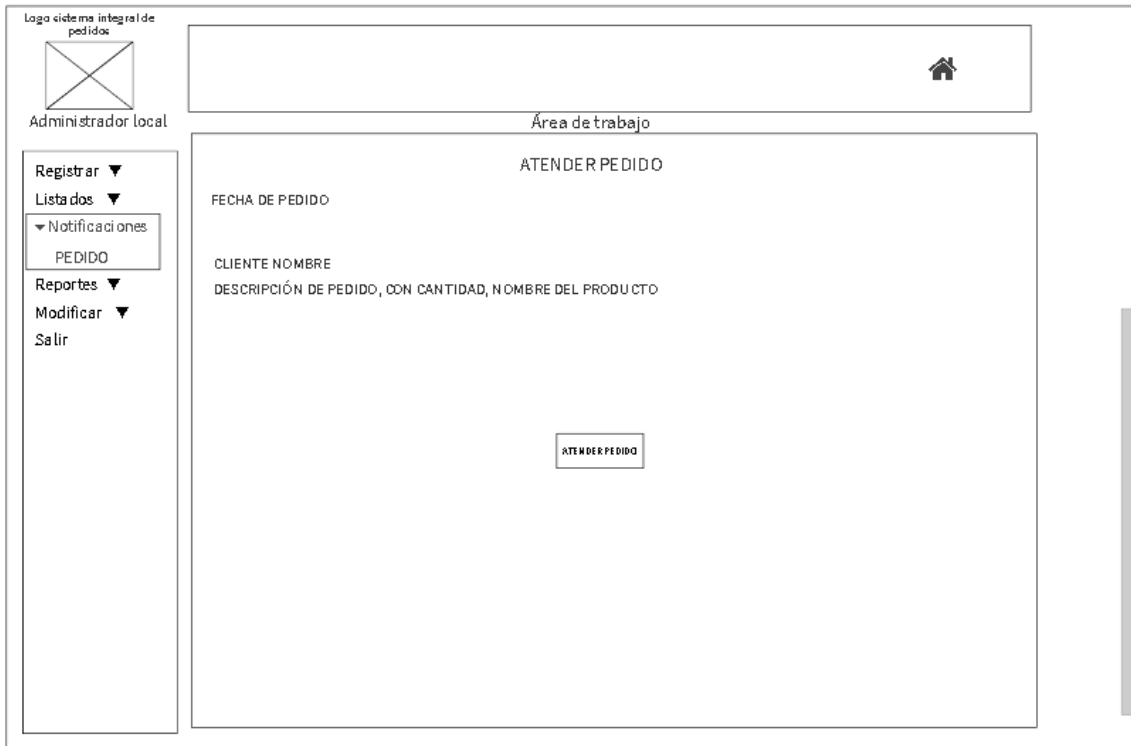 Logo sistema integral de
pedidos
Administrador local
Área de trabajo
Registrar
Listados
Notificaciones
PEDIDO
Reportes
Modificar
Salir
ATENDER PEDIDO
FECHA DE PEDIDO
CLIENTE NOMBRE
DESCRIPCIÓN DE PEDIDO, CON CANTIDAD, NOMBRE DEL PRODUCTO
ATENDER PEDIDO